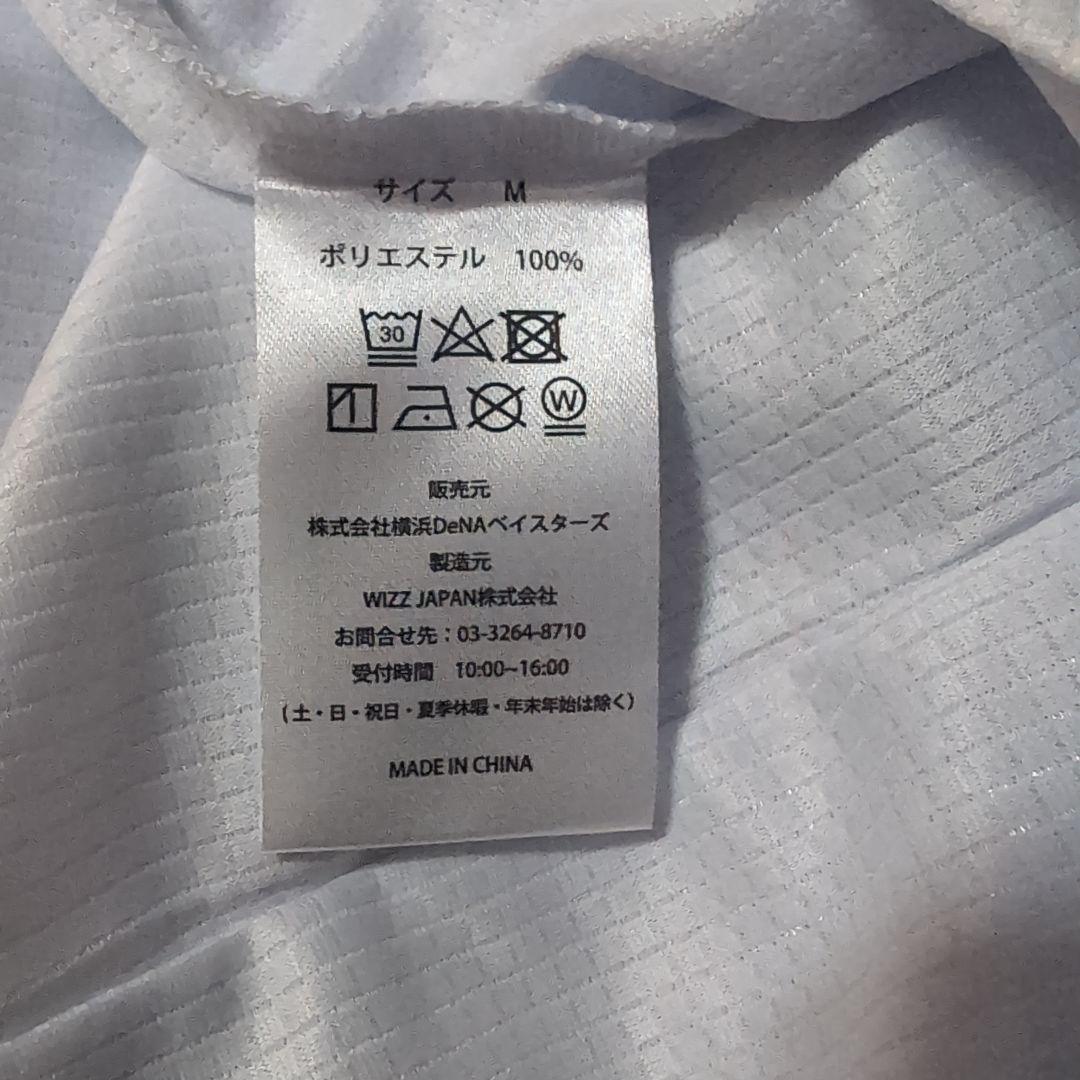 サイズ M
ポリエステル 100%
30
W
販売元
株式会社横浜DeNAベイスターズ
製造元
WIZZ JAPAN株式会社
お問合せ先：03-3264-8710
受付時間 10:00~16:00
（土・日・祝日・夏季休暇・年末年始は除く）
MADE IN CHINA